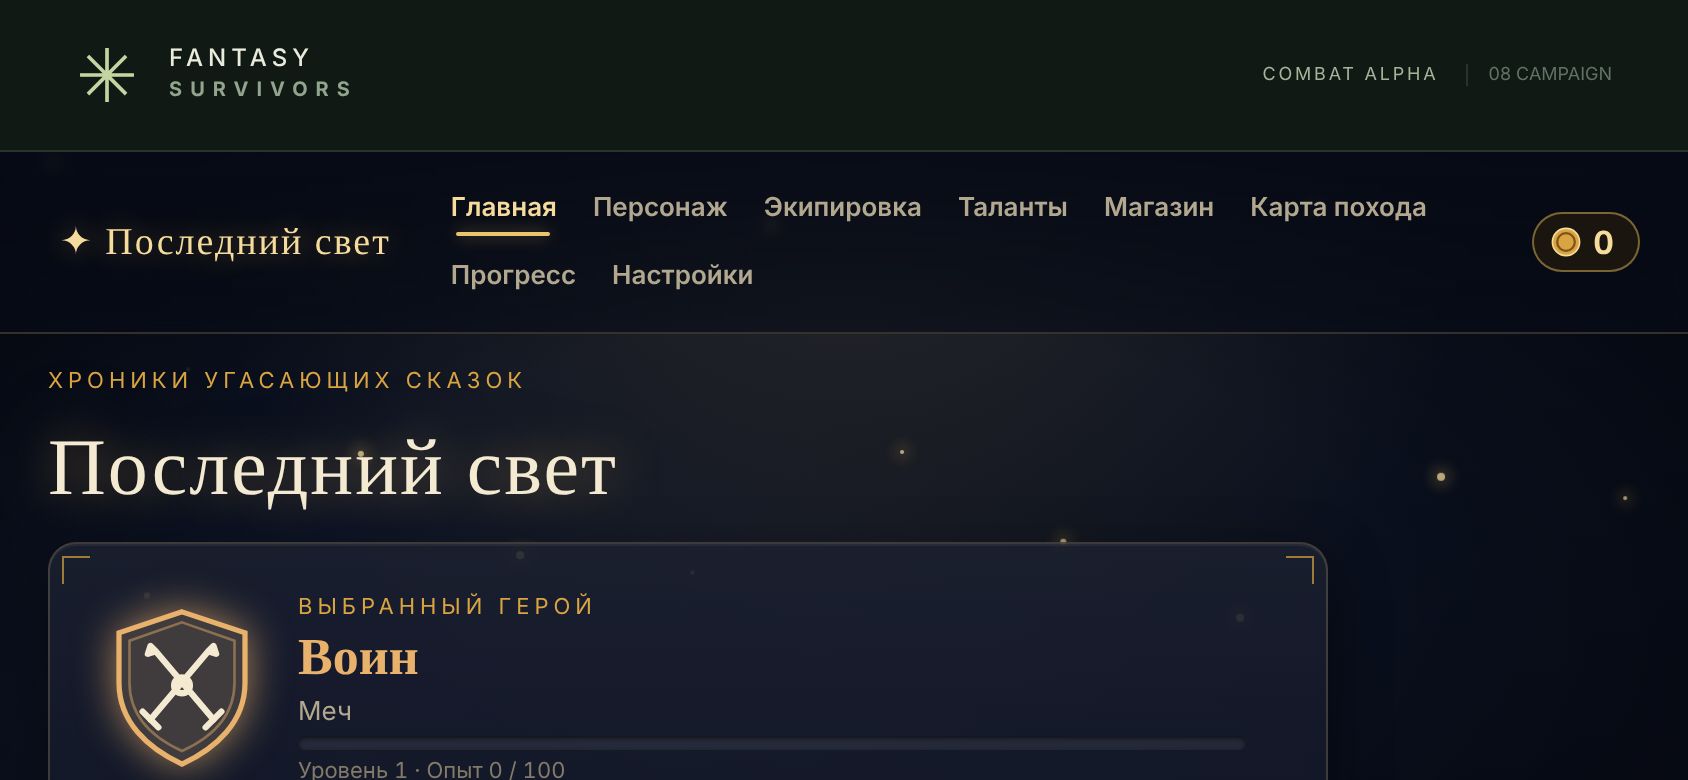 FANTASY
SURVIVORS
COMBAT ALPHA
08 CAMPAIGN
Последний свет
Главная Персонаж Экипировка Таланты Магазин Карта похода
Прогресс Настройки
0
ХРОНИКИ УГАСАЮЩИХ СКАЗОК
Последний свет
ВЫБРАННЫЙ ГЕРОЙ
Воин
Меч
Уровень 1 · Опыт 0 / 100